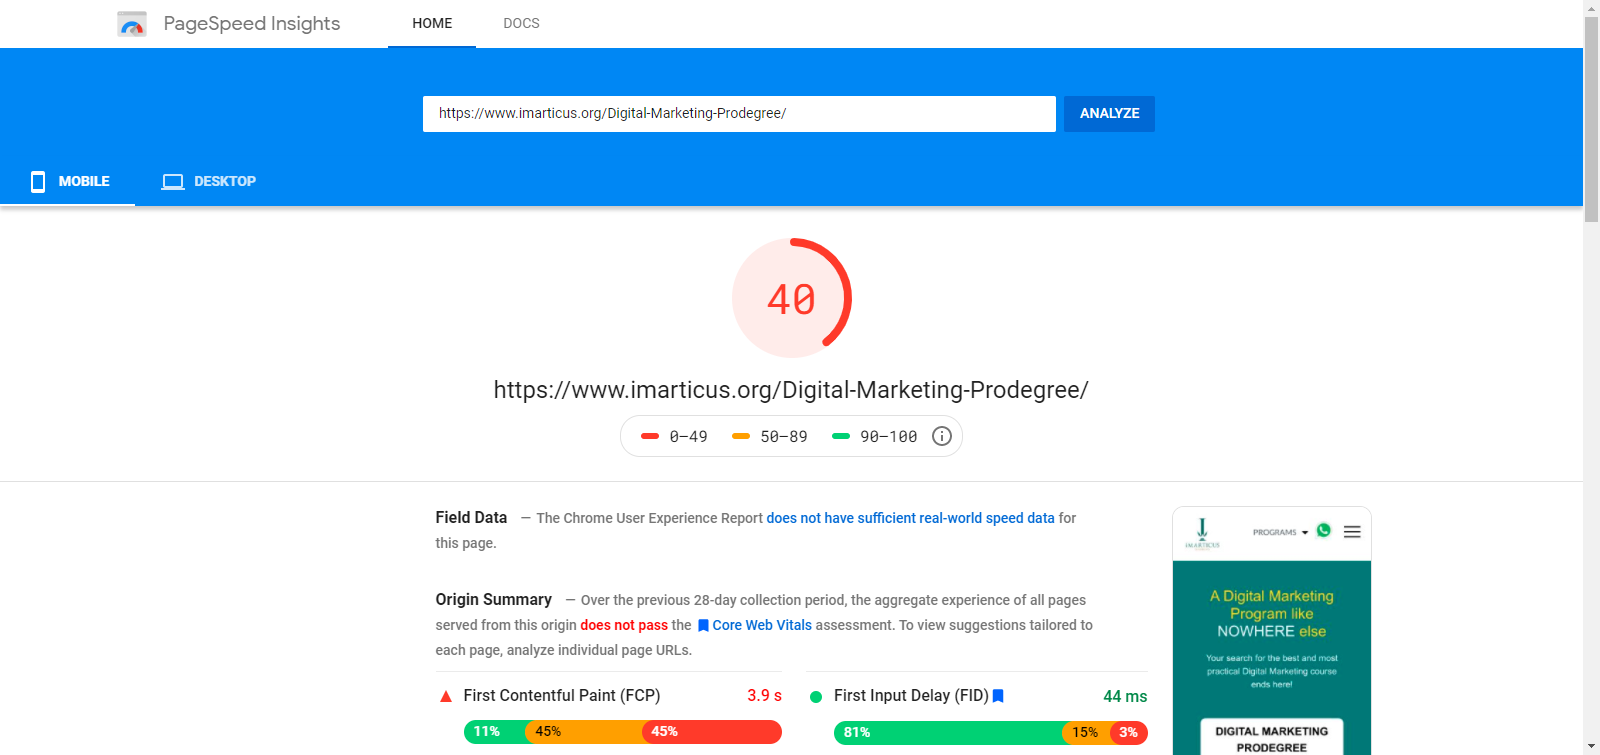 PageSpeed Insights
HOME
DOCS
https://www.imarticus.org/Digital-Marketing-Prodegree/
ANALYZE
MOBILE
DESKTOP
40
https://www.imarticus.org/Digital-Marketing-Prodegree/
0–49
50–89
90–100
Field Data — The Chrome User Experience Report does not have sufficient real-world speed data for
this page.
Origin Summary — Over the previous 28-day collection period, the aggregate experience of all pages
served from this origin does not pass the Core Web Vitals assessment. To view suggestions tailored to
each page, analyze individual page URLs.
First Contentful Paint (FCP) 3.9 s
11% 45% 45%
First Input Delay (FID) 44 ms
81% 15% 3%
IMARTICUS
PROGRAMS
A Digital Marketing
Program like
NOWHERE else
Your search for the best and most
practical Digital Marketing course
ends here!
DIGITAL MARKETING
PRODEGREE